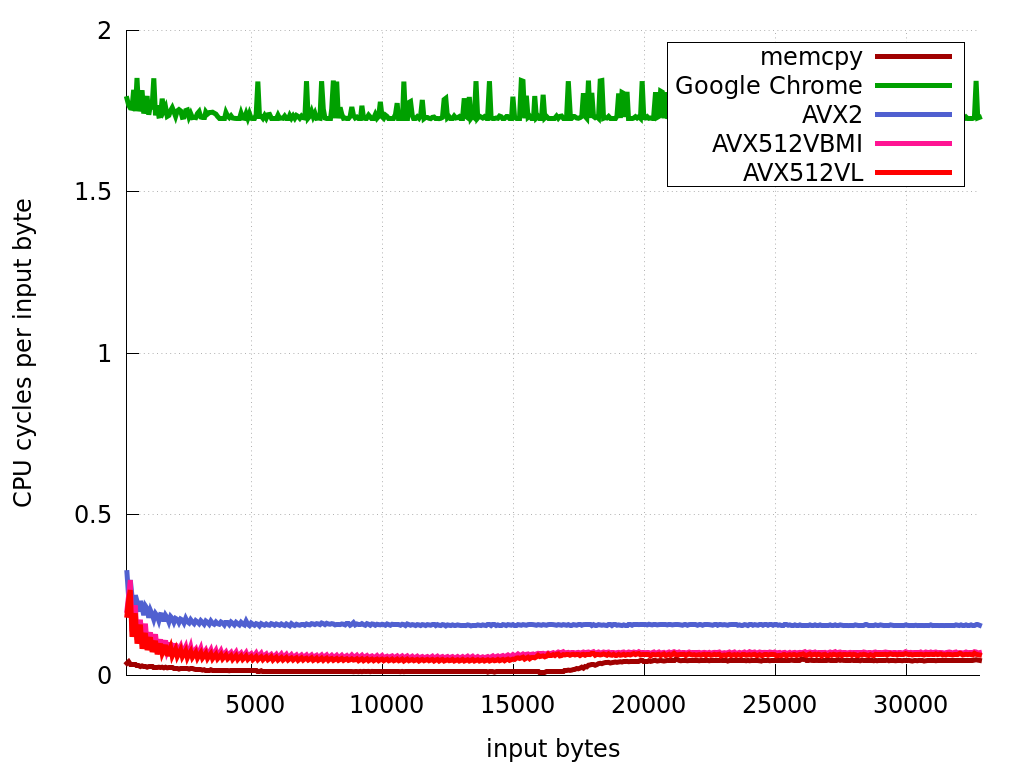 2
1.5
1
0.5
0
CPU cycles per input byte
memcpy
Google Chrome
AVX2
AVX512VBMI
AVX512VL
5000 10000 15000 20000 25000 30000
input bytes